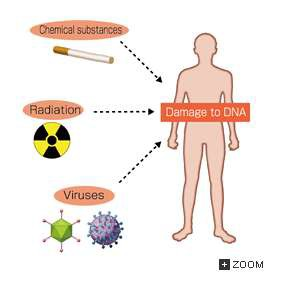 Chemical substances
Radiation
Damage to DNA
Viruses
ZOOM